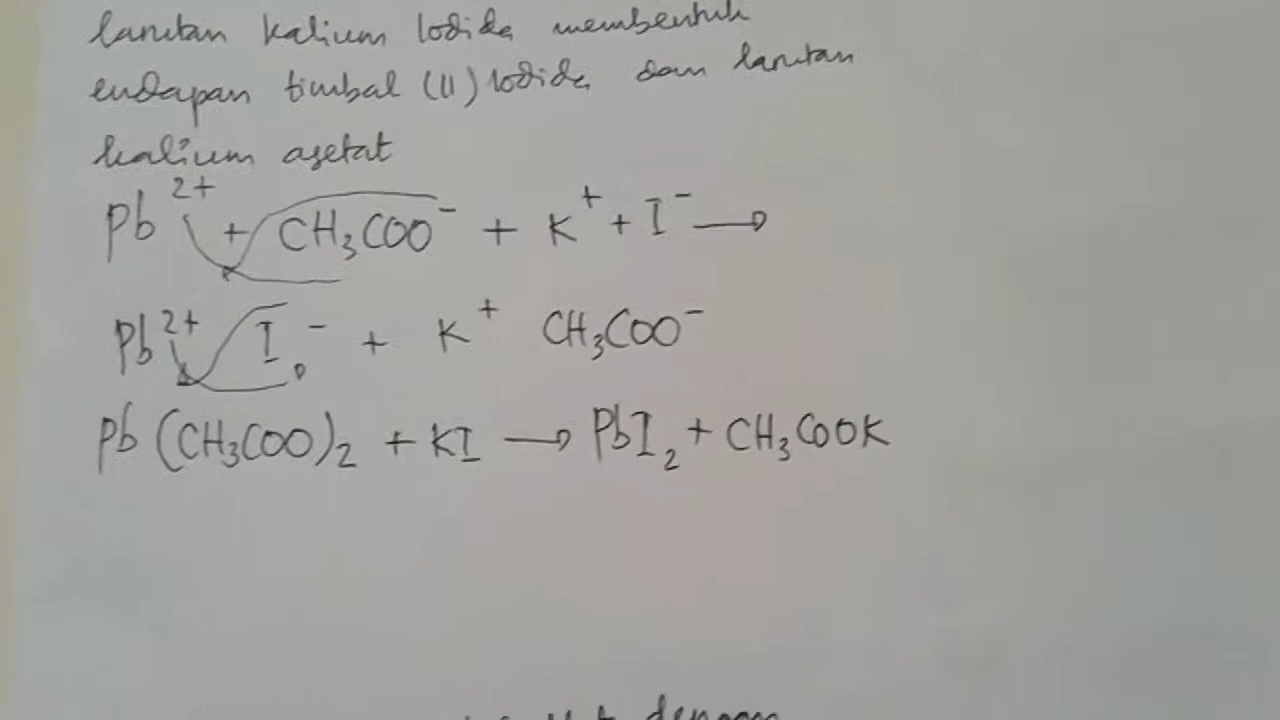 larutan kalium Iodida membentuk
endapan timbal (II) Iodida dan larutan
kalium asetat
Pb²⁺ + CH₃COO⁻ + K⁺ + I⁻ →
Pb²⁺ I⁻ + K⁺ CH₃COO⁻
Pb(CH₃COO)₂ + KI → PbI₂ + CH₃COOK
dengan